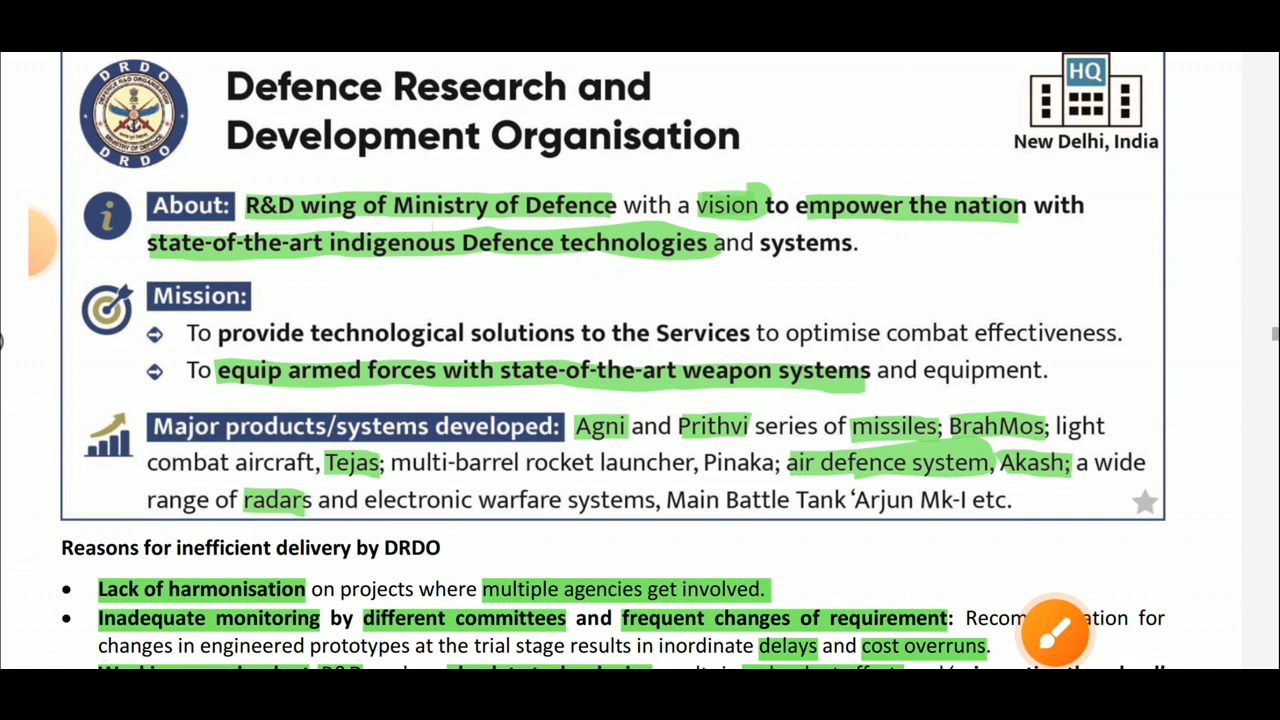 DRDO
DEFENCE R&D ORGANISATION
MINISTRY OF DEFENCE
DRDO
Defence Research and
Development Organisation
HQ
New Delhi, India
About: R&D wing of Ministry of Defence with a vision to empower the nation with
state-of-the-art indigenous Defence technologies and systems.
Mission:
To provide technological solutions to the Services to optimise combat effectiveness.
To equip armed forces with state-of-the-art weapon systems and equipment.
Major products/systems developed: Agni and Prithvi series of missiles; BrahMos; light
combat aircraft, Tejas; multi-barrel rocket launcher, Pinaka; air defence system, Akash; a wide
range of radars and electronic warfare systems, Main Battle Tank ‘Arjun Mk-I etc.
Reasons for inefficient delivery by DRDO
• Lack of harmonisation on projects where multiple agencies get involved.
• Inadequate monitoring by different committees and frequent changes of requirement: for
changes in engineered prototypes at the trial stage results in inordinate delays and cost overruns.